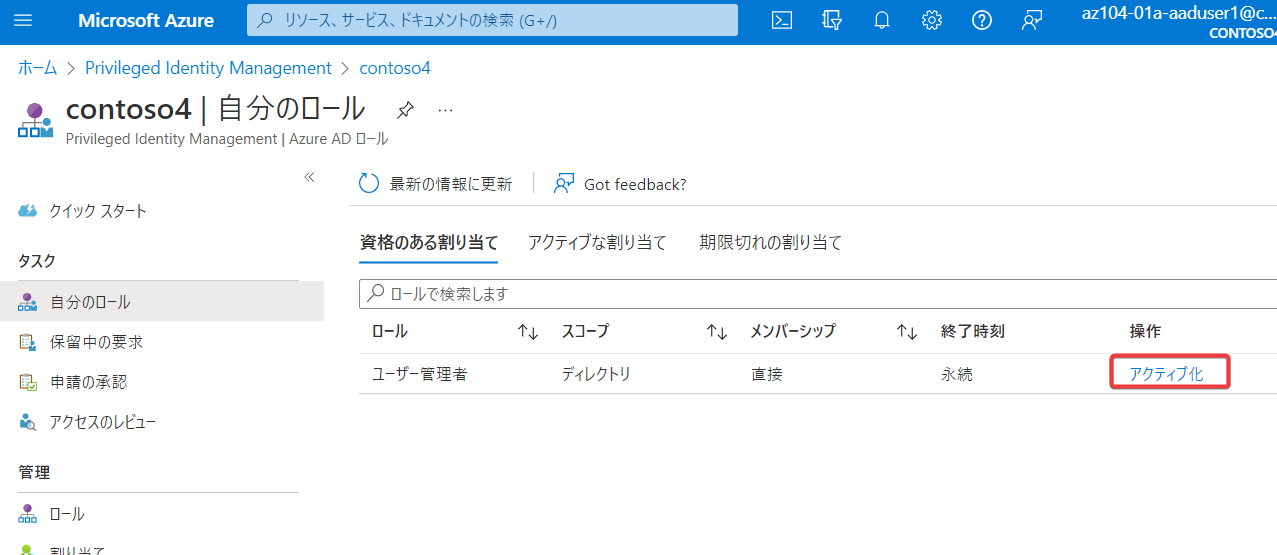 Microsoft Azure
リソース、サービス、ドキュメントの検索 (G+/)
az104-01a-aaduser1@c...
CONTOSO4
ホーム > Privileged Identity Management > contoso4
contoso4 | 自分のロール ...
Privileged Identity Management | Azure AD ロール
«
最新の情報に更新
Got feedback?
クイック スタート
タスク
自分のロール
保留中の要求
申請の承認
アクセスのレビュー
管理
ロール
割り当て
資格のある割り当て アクティブな割り当て 期限切れの割り当て
ロールで検索します
ロール ↑↓ スコープ ↑↓ メンバーシップ ↑↓ 終了時刻 操作
ユーザー管理者 ディレクトリ 直接 永続 アクティブ化